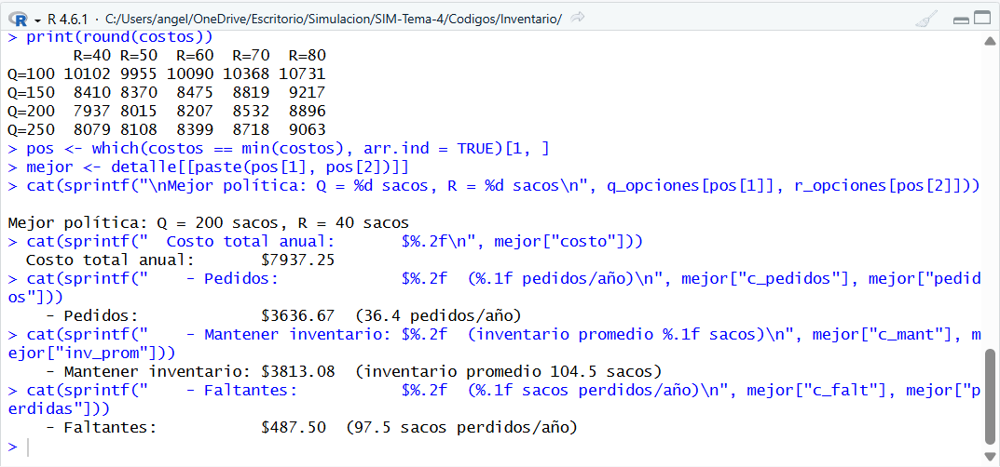 R 4.6.1 · C:/Users/angel/OneDrive/Escritorio/Simulacion/SIM-Tema-4/Codigos/Inventario/
> print(round(costos))
      R=40 R=50  R=60  R=70  R=80
Q=100 10102 9955 10090 10368 10731
Q=150  8410 8370  8475  8819  9217
Q=200  7937 8015  8207  8532  8896
Q=250  8079 8108  8399  8718  9063
> pos <- which(costos == min(costos), arr.ind = TRUE)[1, ]
> mejor <- detalle[[paste(pos[1], pos[2])]]
> cat(sprintf("\nMejor política: Q = %d sacos, R = %d sacos\n", q_opciones[pos[1]], r_opciones[pos[2]]))
Mejor política: Q = 200 sacos, R = 40 sacos
> cat(sprintf("  Costo total anual:       $%.2f\n", mejor["costo"]))
  Costo total anual:       $7937.25
> cat(sprintf("    - Pedidos:             $%.2f  (%.1f pedidos/año)\n", mejor["c_pedidos"], mejor["pedid
os"]))
    - Pedidos:             $3636.67  (36.4 pedidos/año)
> cat(sprintf("    - Mantener inventario: $%.2f  (inventario promedio %.1f sacos)\n", mejor["c_mant"], m
ejor["inv_prom"]))
    - Mantener inventario: $3813.08  (inventario promedio 104.5 sacos)
> cat(sprintf("    - Faltantes:           $%.2f  (%.1f sacos perdidos/año)\n", mejor["c_falt"], mejor["p
erdidas"]))
    - Faltantes:           $487.50  (97.5 sacos perdidos/año)
>